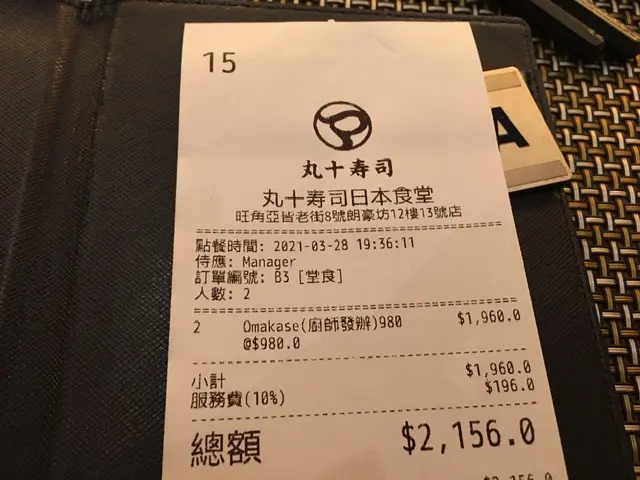 15
丸十寿司
丸十壽司日本食堂
旺角亞皆老街8號朗豪坊12樓13號店
點餐時間: 2021-03-28 19:36:11
侍應: Manager
訂單編號: B3 [堂食]
人數: 2
2 Omakase(廚師發辦)980 $1,960.0
@$980.0
小計 $1,960.0
服務費(10%) $196.0
總額 $2,156.0
A